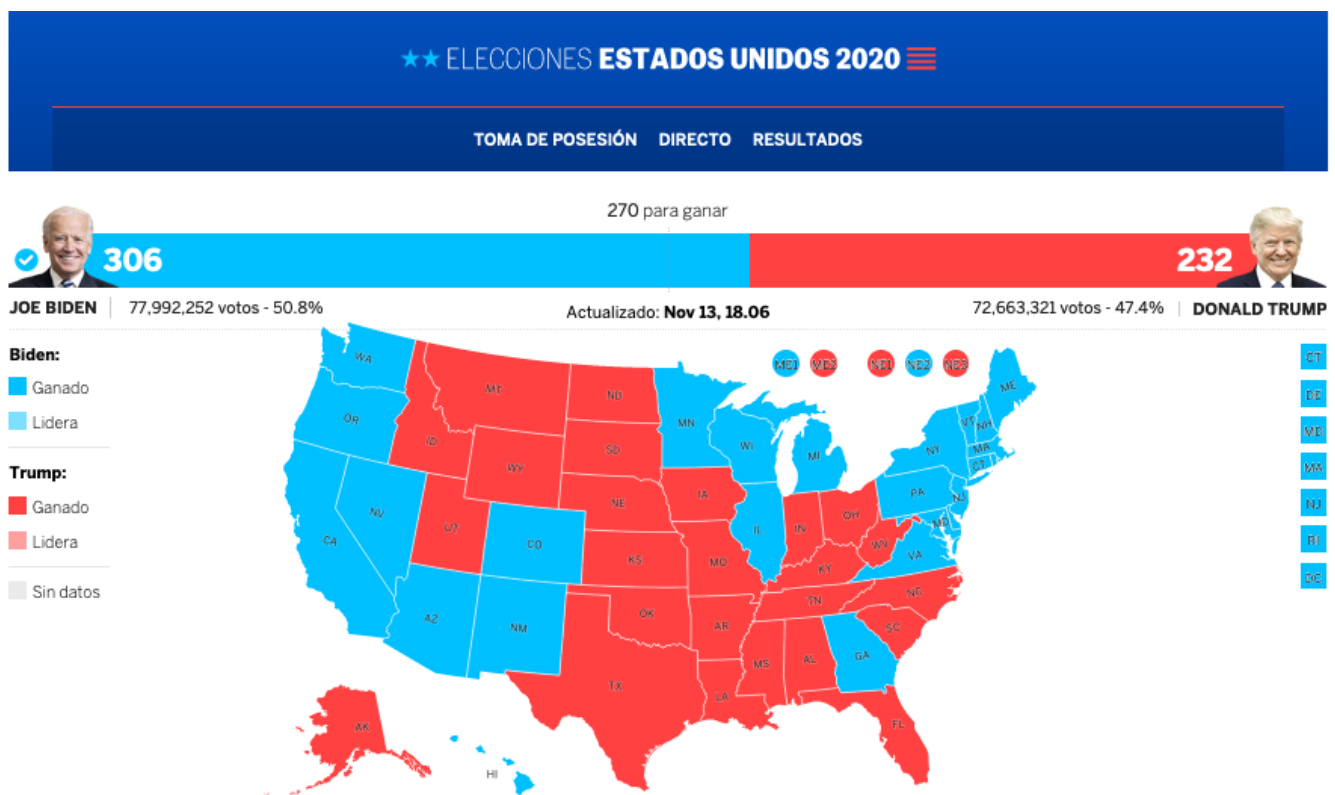 ELECCIONES ESTADOS UNIDOS 2020
TOMA DE POSESIÓN DIRECTO RESULTADOS
270 para ganar
306 232
JOE BIDEN 77,992,252 votos - 50.8% Actualizado: Nov 13, 18.06 72,663,321 votos - 47.4% DONALD TRUMP
Biden:
Ganado
Lidera
Trump:
Ganado
Lidera
Sin datos
ME1 ME2 NE1 NE2 NE3
CT
DE
MD
MA
NJ
RI
DC
WA
MT
ND
ME
OR
ID
MN
VT
NH
WI
NY
MA
SD
WY
MI
CT
IA
PA
NJ
NE
NV
UT
CO
IL
IN
OH
MD
CA
WV
VA
KS
MO
KY
NC
TN
AZ
NM
OK
AR
SC
MS
AL
GA
TX
LA
FL
AK
HI